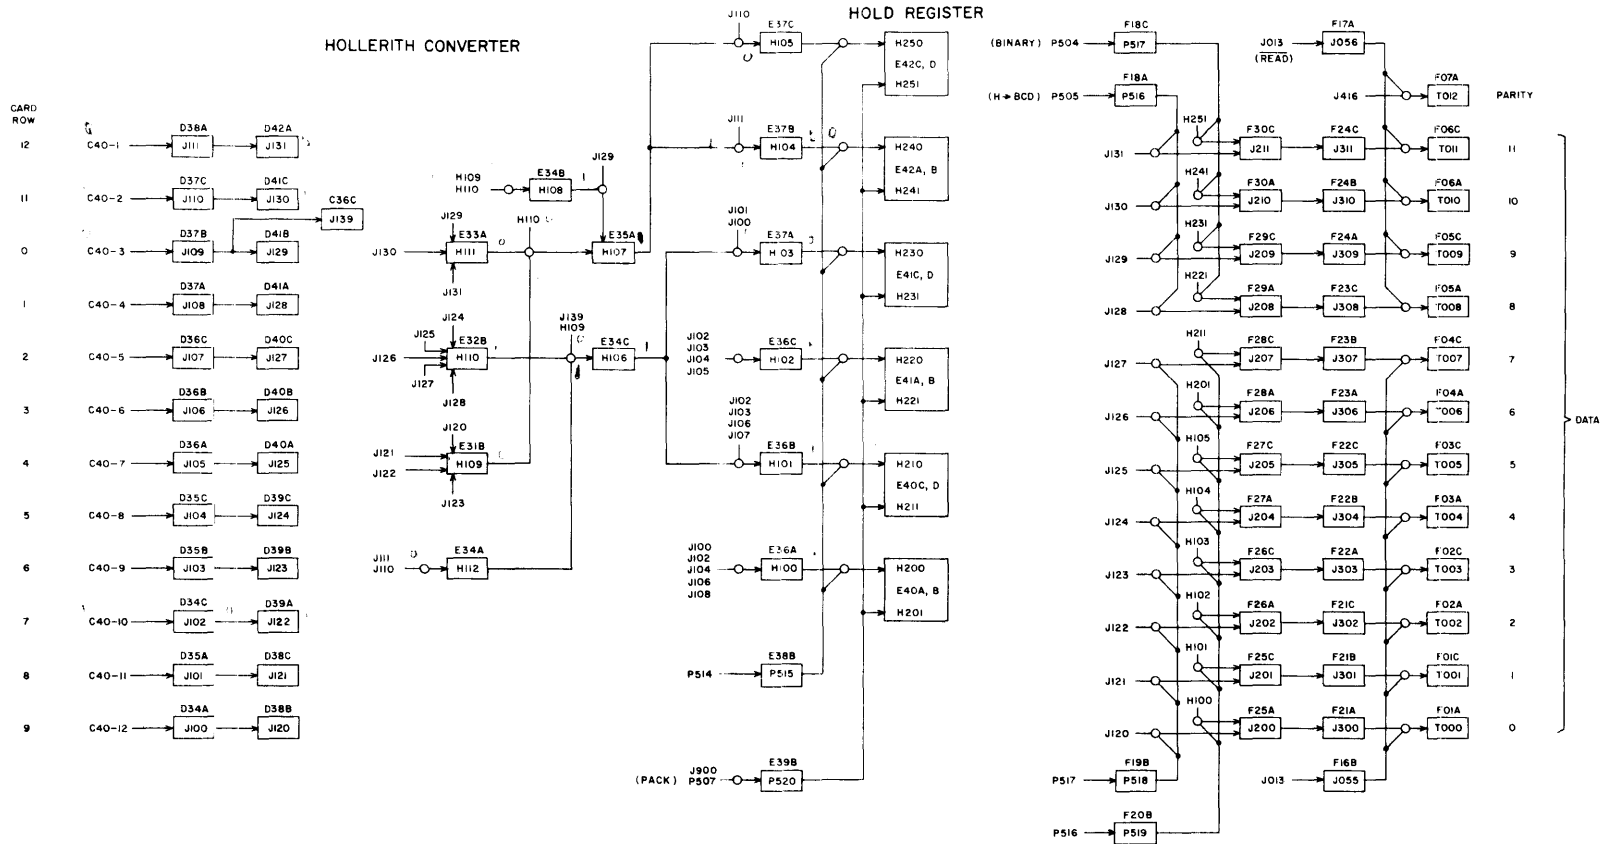 HOLLERITH CONVERTER
HOLD REGISTER
CARD
ROW
12 C40-1 D38A J111 D42A J131
11 C40-2 D37C J110 D41C J130
C36C J139
0 C40-3 D37B J109 D41B J129
1 C40-4 D37A J108 D41A J128
2 C40-5 D36C J107 D40C J127
3 C40-6 D36B J106 D40B J126
4 C40-7 D36A J105 D40A J125
5 C40-8 D35C J104 D39C J124
6 C40-9 D35B J103 D39B J123
7 C40-10 D34C J102 D39A J122
8 C40-11 D35A J101 D38C J121
9 C40-12 D34A J100 D38B J120
H109
H110
E34B
H108
J129
J129
J130
E33A
H111
J131
H110
E35A
H107
J124
J125
J126
J127
E32B
H110
J128
J139
H109
E34C
H106
J120
J121
J122
E31B
H109
J123
J111
J110
E34A
H112
J110
E37C
H105
H250
E42C, D
H251
J111
E37B
H104
H240
E42A, B
H241
J101
J100
E37A
H103
H230
E41C, D
H231
J102
J103
J104
J105
E36C
H102
H220
E41A, B
H221
J102
J103
J106
J107
E36B
H101
H210
E40C, D
H211
J100
J102
J104
J106
J108
E36A
H100
H200
E40A, B
H201
P514
E38B
P515
(PACK)
J900
P507
E39B
P520
(BINARY) P504 F18C P517
(H→BCD) P505 F18A P516
J013
(READ)
F17A
J056
J416 F07A T012 PARITY
J131 H251 F30C J211 F24C J311 F06C T011 11
J130 H241 F30A J210 F24B J310 F06A T010 10
J129 H231 F29C J209 F24A J309 F05C T009 9
J128 H221 F29A J208 F23C J308 F05A T008 8
J127 H211 F28C J207 F23B J307 F04C T007 7
J126 H201 F28A J206 F23A J306 F04A T006 6
DATA
J125 H105 F27C J205 F22C J305 F03C T005 5
J124 H104 F27A J204 F22B J304 F03A T004 4
J123 H103 F26C J203 F22A J303 F02C T003 3
J122 H102 F26A J202 F21C J302 F02A T002 2
J121 H101 F25C J201 F21B J301 F01C T001 1
J120 H100 F25A J200 F21A J300 F01A T000 0
P517 F19B P518
J013 F16B J055
P516 F20B P519